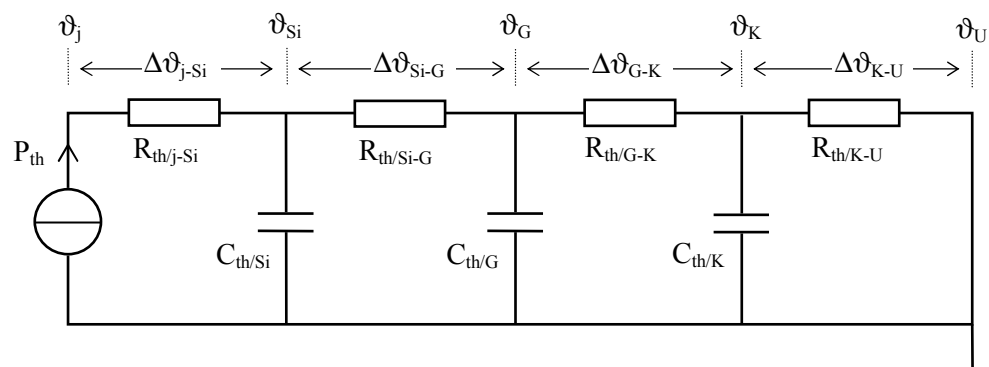 ϑj ϑSi ϑG ϑK ϑU
Δϑj-Si ΔϑSi-G ΔϑG-K ΔϑK-U
Pth Rth/j-Si Rth/Si-G Rth/G-K Rth/K-U
Cth/Si Cth/G Cth/K